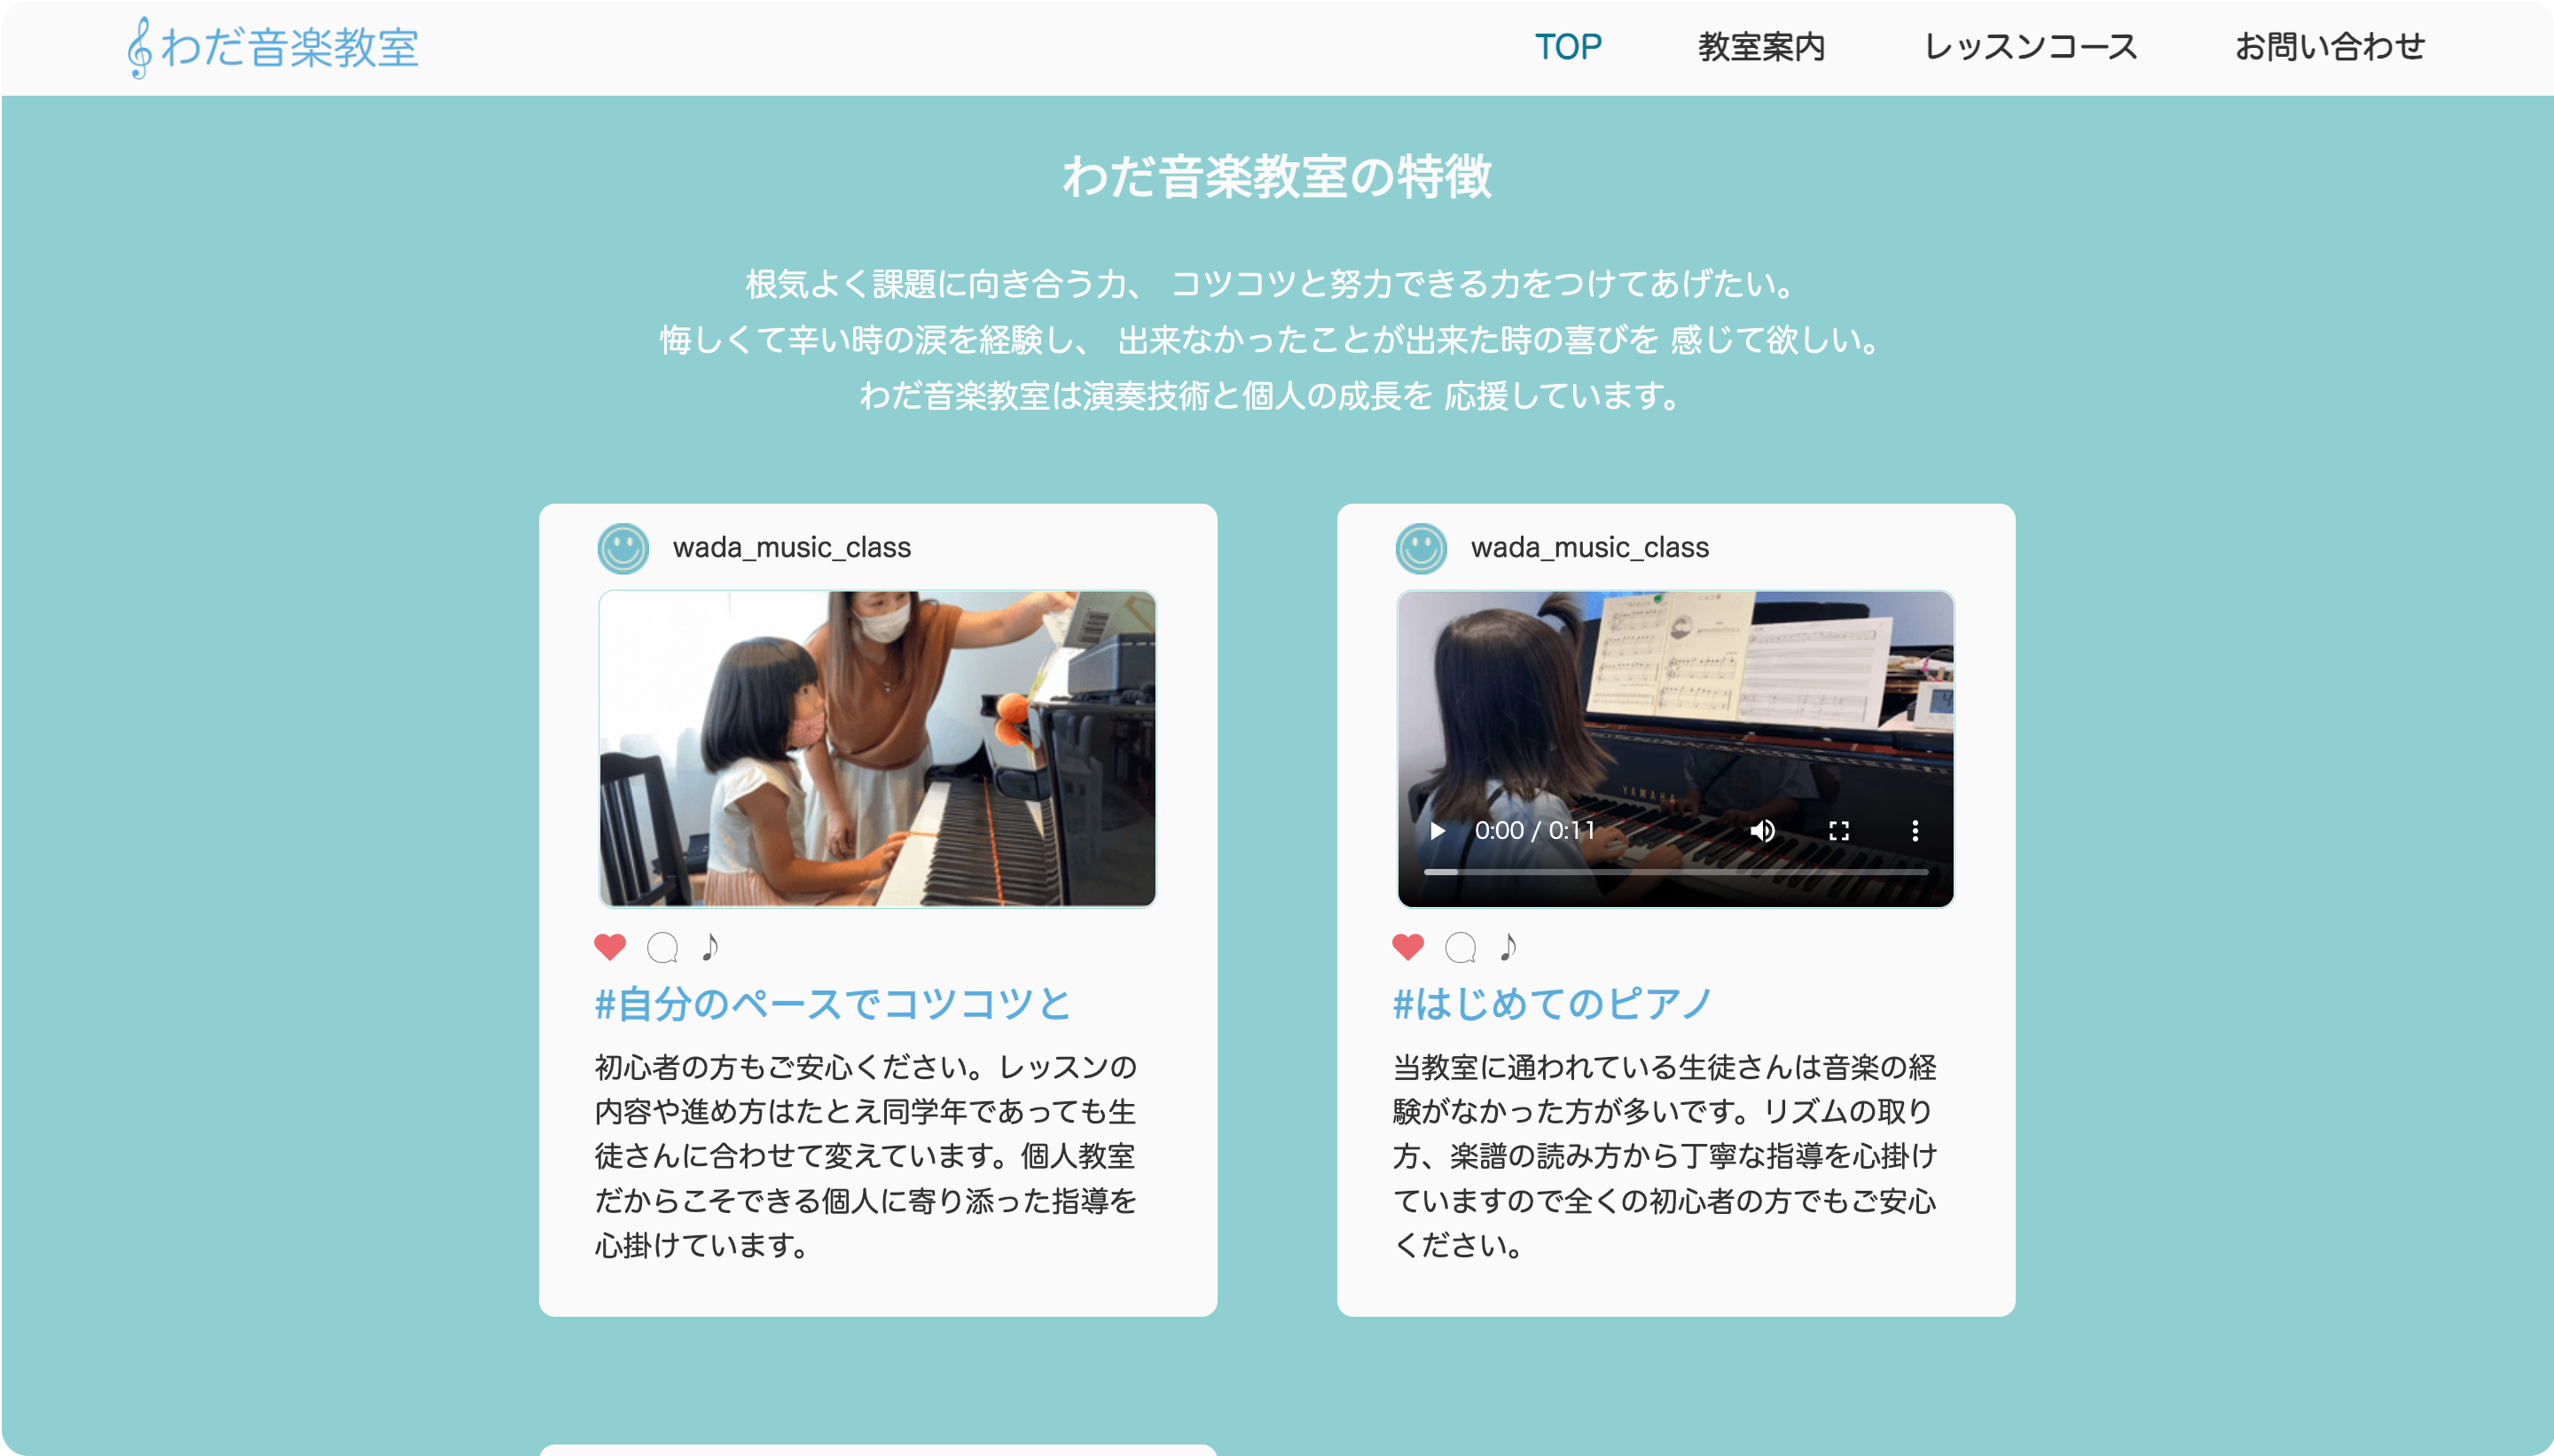 わだ音楽教室
TOP
教室案内
レッスンコース
お問い合わせ
わだ音楽教室の特徴
根気よく課題に向き合う力、 コツコツと努力できる力をつけてあげたい。
悔しくて辛い時の涙を経験し、 出来なかったことが出来た時の喜びを 感じて欲しい。
わだ音楽教室は演奏技術と個人の成長を 応援しています。
wada_music_class
#自分のペースでコツコツと
初心者の方もご安心ください。レッスンの
内容や進め方はたとえ同学年であっても生
徒さんに合わせて変えています。個人教室
だからこそできる個人に寄り添った指導を
心掛けています。
wada_music_class
YAMAHA
0:00 / 0:11
#はじめてのピアノ
当教室に通われている生徒さんは音楽の経
験がなかった方が多いです。リズムの取り
方、楽譜の読み方から丁寧な指導を心掛け
ていますので全くの初心者の方でもご安心
ください。